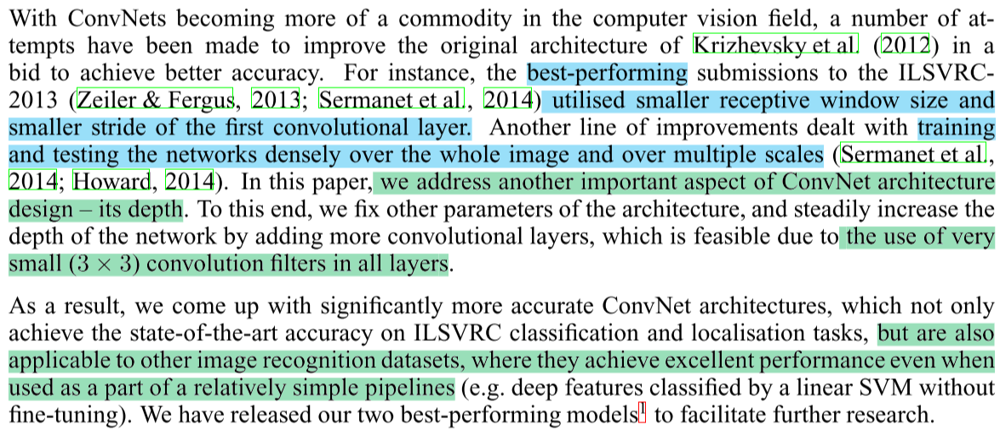 With ConvNets becoming more of a commodity in the computer vision field, a number of at-
tempts have been made to improve the original architecture of Krizhevsky et al. (2012) in a
bid to achieve better accuracy. For instance, the best-performing submissions to the ILSVRC-
2013 (Zeiler & Fergus, 2013; Sermanet et al., 2014) utilised smaller receptive window size and
smaller stride of the first convolutional layer. Another line of improvements dealt with training
and testing the networks densely over the whole image and over multiple scales (Sermanet et al.,
2014; Howard, 2014). In this paper, we address another important aspect of ConvNet architecture
design – its depth. To this end, we fix other parameters of the architecture, and steadily increase the
depth of the network by adding more convolutional layers, which is feasible due to the use of very
small (3 × 3) convolution filters in all layers.
As a result, we come up with significantly more accurate ConvNet architectures, which not only
achieve the state-of-the-art accuracy on ILSVRC classification and localisation tasks, but are also
applicable to other image recognition datasets, where they achieve excellent performance even when
used as a part of a relatively simple pipelines (e.g. deep features classified by a linear SVM without
fine-tuning). We have released our two best-performing models1 to facilitate further research.